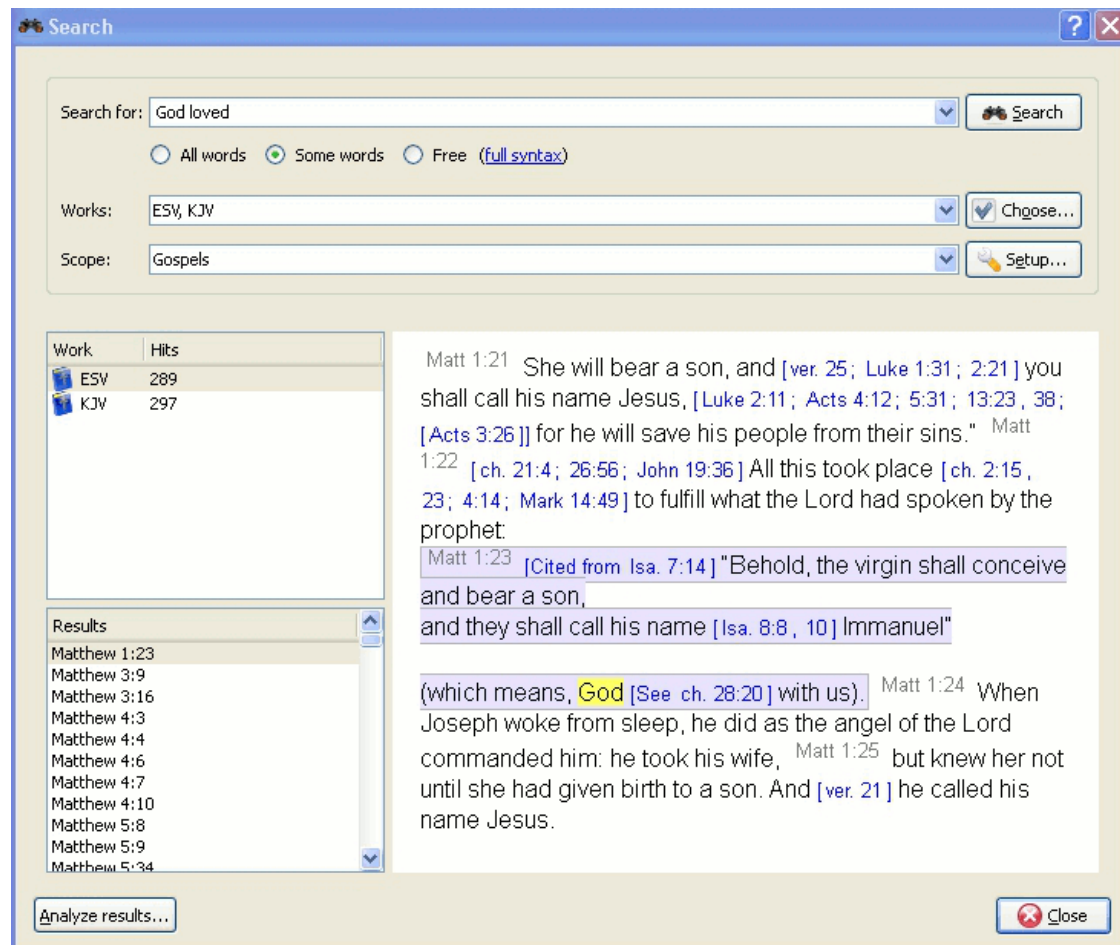 Search
Search for: God loved Search
All words Some words Free (full syntax)
Works: ESV, KJV Choose...
Scope: Gospels Setup...
Work Hits
ESV 289
KJV 297
Results
Matthew 1:23
Matthew 3:9
Matthew 3:16
Matthew 4:3
Matthew 4:4
Matthew 4:6
Matthew 4:7
Matthew 4:10
Matthew 5:8
Matthew 5:9
Matthew 5:34
Matt 1:21 She will bear a son, and [ver. 25; Luke 1:31; 2:21] you
shall call his name Jesus, [Luke 2:11; Acts 4:12; 5:31; 13:23, 38;
[Acts 3:26]] for he will save his people from their sins." Matt
1:22 [ch. 21:4; 26:56; John 19:36] All this took place [ch. 2:15,
23; 4:14; Mark 14:49] to fulfill what the Lord had spoken by the
prophet:
Matt 1:23 [Cited from Isa. 7:14] "Behold, the virgin shall conceive
and bear a son,
and they shall call his name [Isa. 8:8, 10] Immanuel"
(which means, God [See ch. 28:20] with us). Matt 1:24 When
Joseph woke from sleep, he did as the angel of the Lord
commanded him: he took his wife, Matt 1:25 but knew her not
until she had given birth to a son. And [ver. 21] he called his
name Jesus.
Analyze results... Close